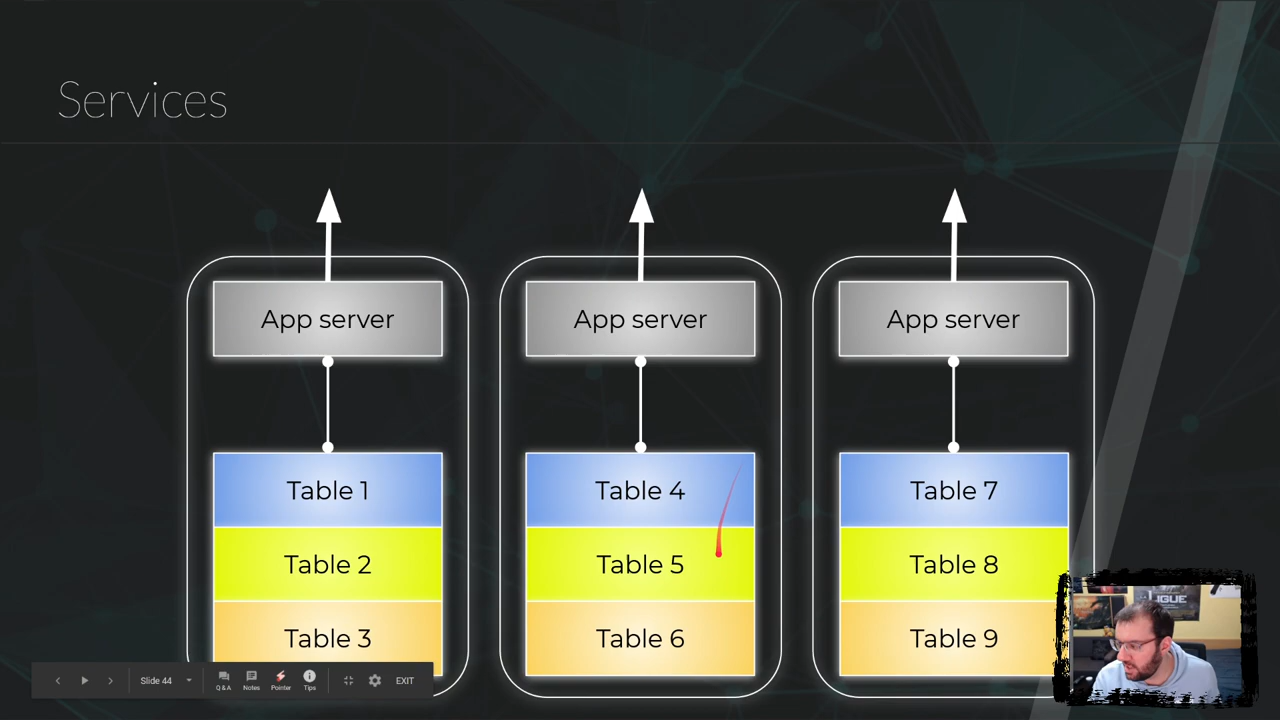 Services
App server App server App server
Table 1 Table 4 Table 7
Table 2 Table 5 Table 8
Table 3 Table 6 Table 9
Slide 44 Q & A Notes Pointer Tips EXIT
LIGUE